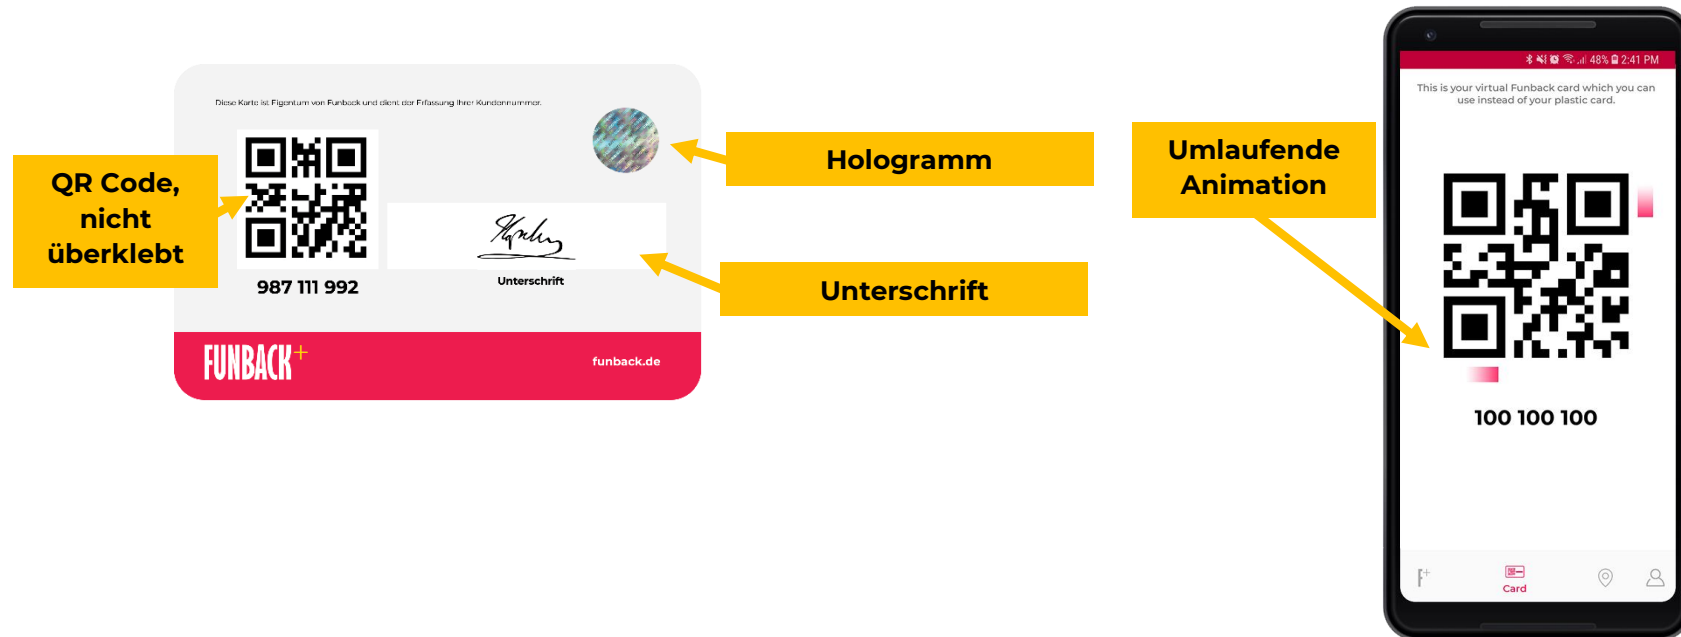 Diese Karte ist Eigentum von Funback und dient der Erfassung Ihrer Kundennummer.
QR Code,
nicht
überklebt
987 111 992
Unterschrift
FUNBACK+
funback.de
Hologramm
Unterschrift
Umlaufende
Animation
48% 2:41 PM
This is your virtual Funback card which you can
use instead of your plastic card.
100 100 100
F+
Card